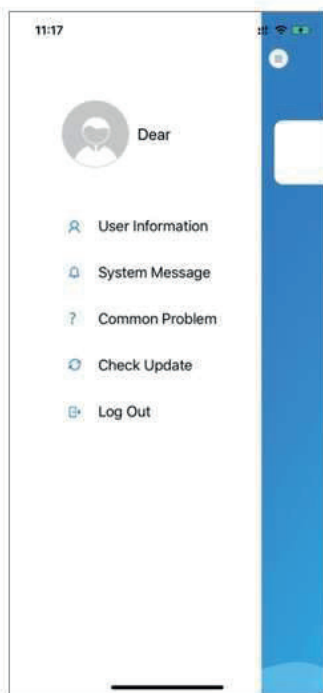 11:17
Dear
User Information
System Message
? Common Problem
Check Update
Log Out